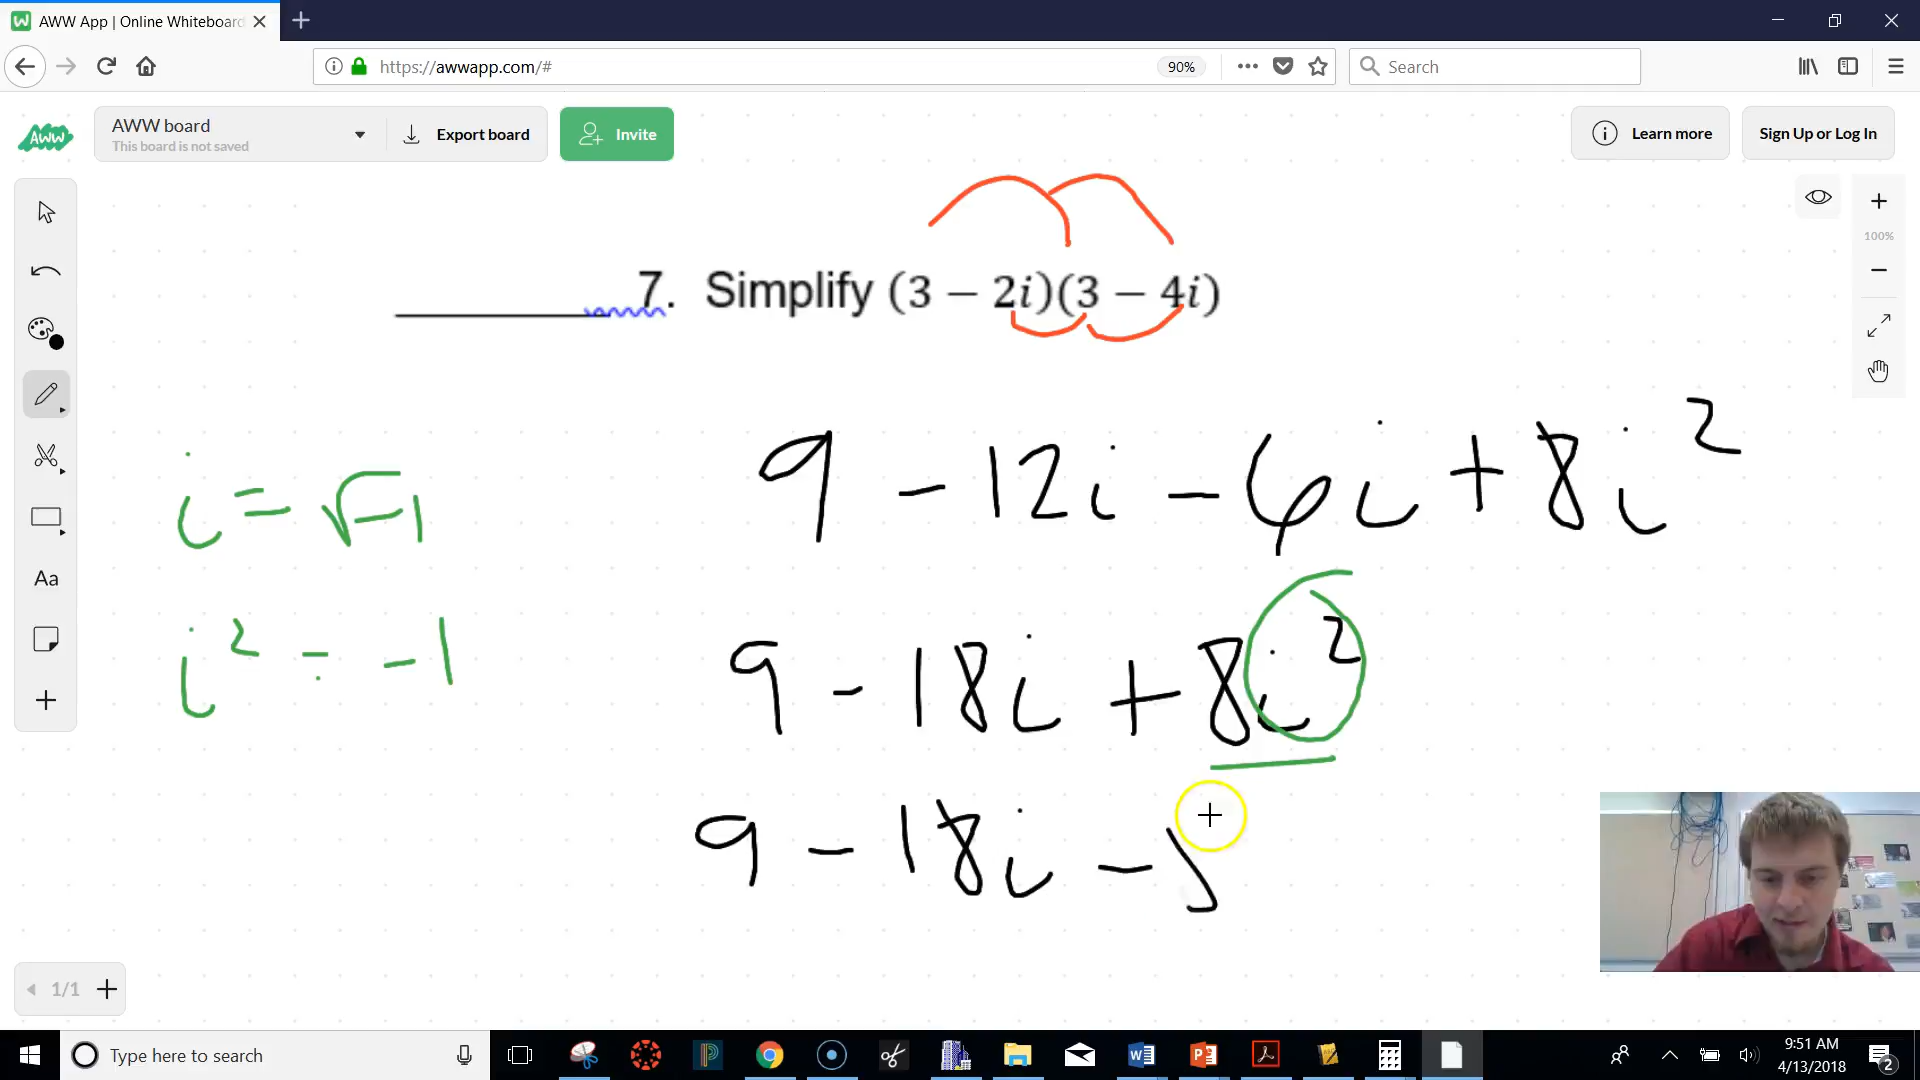 AWW App | Online Whiteboard
https://awwapp.com/#
90%
Search
AWW
AWW board
This board is not saved
Export board
Invite
Learn more
Sign Up or Log In
100%
Aa
7. Simplify (3 − 2i)(3 − 4i)
9 - 12i - 6i + 8i²
i = √-1
9 - 18i + 8i²
i² = -1
9 - 18i -
1/1
Type here to search
9:51 AM
4/13/2018
2